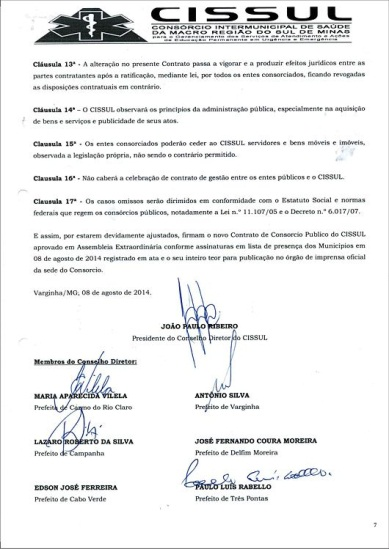 CISSUL
CONSÓRCIO INTERMUNICIPAL DE SAÚDE
DA MACRO REGIÃO DO SUL DE MINAS
para o Gerenciamento dos Serviços de Atendimento e Ações
de Educação Permanente em Urgência e Emergência
Cláusula 13ª - A alteração no presente Contrato passa a vigorar e a produzir efeitos jurídicos entre as
partes contratantes após a ratificação, mediante lei, por todos os entes consorciados, ficando revogadas
as disposições contratuais em contrário.
Cláusula 14ª – O CISSUL observará os princípios da administração pública, especialmente na aquisição
de bens e serviços e publicidade de seus atos.
Cláusula 15ª - Os entes consorciados poderão ceder ao CISSUL servidores e bens móveis e imóveis,
observada a legislação própria, não sendo o contrário permitido.
Cláusula 16ª - Não caberá a celebração de contrato de gestão entre os entes públicos e o CISSUL.
Cláusula 17ª - Os casos omissos serão dirimidos em conformidade com o Estatuto Social e normas
federais que regem os consórcios públicos, notadamente a Lei n.º 11.107/05 e o Decreto n.º 6.017/07.
E assim, por estarem devidamente ajustados, firmam o novo Contrato de Consorcio Publico do CISSUL
aprovado em Assembleia Extraordinária conforme assinaturas em lista de presença dos Municípios em
08 de agosto de 2014 registrado em ata e o seu inteiro teor para publicação no órgão de imprensa oficial
da sede do Consorcio.
Varginha/MG, 08 de agosto de 2014.
JOÃO PAULO RIBEIRO
Presidente do Conselho Diretor do CISSUL
Membros do Conselho Diretor:
MARIA APARECIDA VILELA
Prefeita de Carmo do Rio Claro
ANTÔNIO SILVA
Prefeito de Varginha
LAZARO ROBERTO DA SILVA
Prefeito de Campanha
JOSÉ FERNANDO COURA MOREIRA
Prefeito de Delfim Moreira
EDSON JOSÉ FERREIRA
Prefeito de Cabo Verde
PAULO LUIS RABELLO
Prefeito de Três Pontas
7